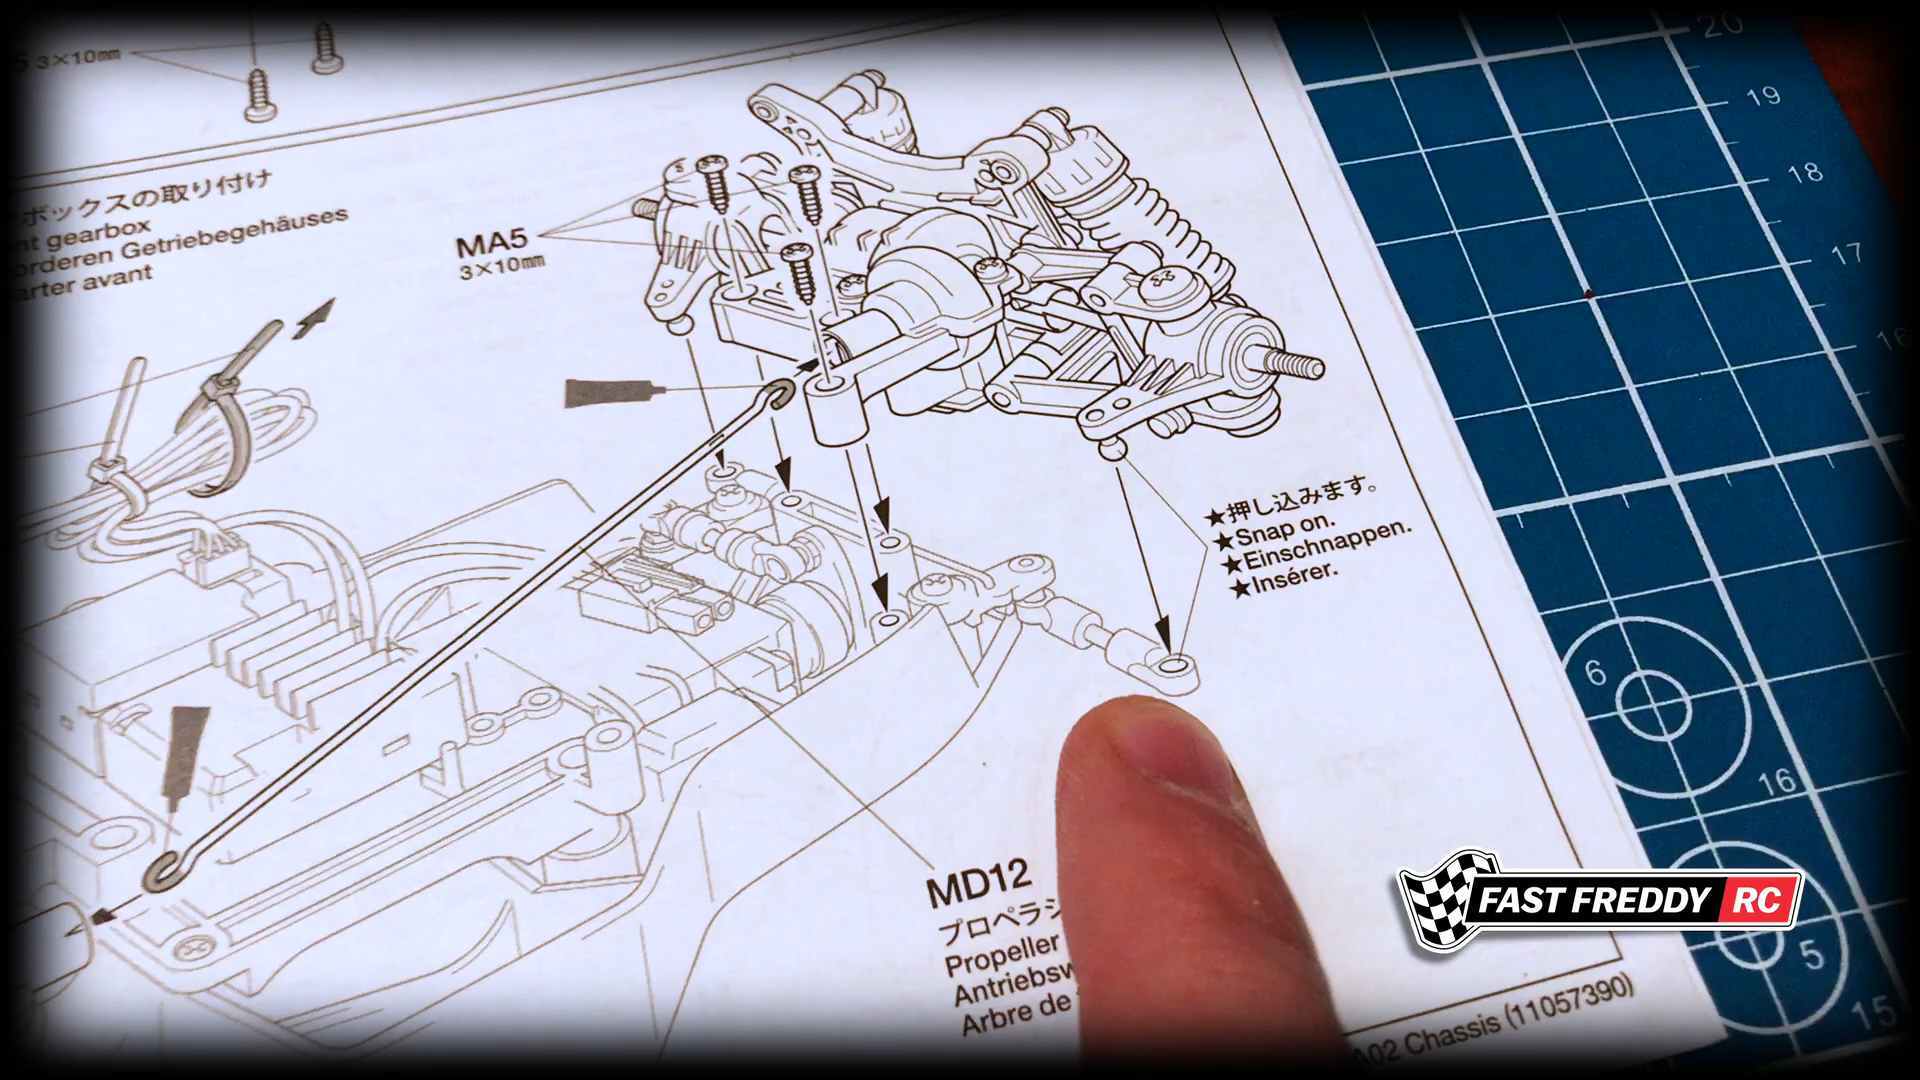 5 3×10㎜
ボックスの取り付け
nt gearbox
orderen Getriebegehäuses
arter avant
MA5
3×10㎜
★押し込みます。
★Snap on.
★Einschnappen.
★Insérer.
MD12
プロペラシ
Propeller
Antriebsw
Arbre de
A02 Chassis (11057390)
20
19
18
17
16
6
16
5
15
FAST FREDDY RC